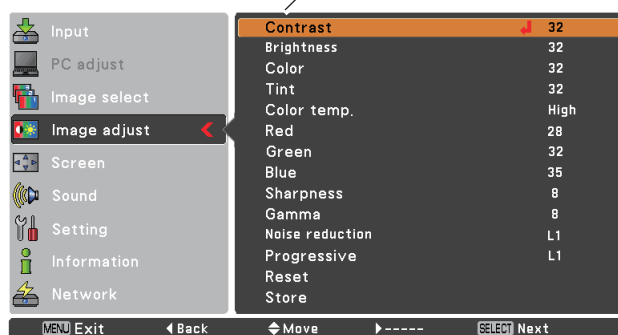 Input
PC adjust
Image select
Image adjust
Screen
Sound
Setting
Information
Network
Contrast 32
Brightness 32
Color 32
Tint 32
Color temp. High
Red 28
Green 32
Blue 35
Sharpness 8
Gamma 8
Noise reduction L1
Progressive L1
Reset
Store
MENU Exit Back Move ----- SELECT Next